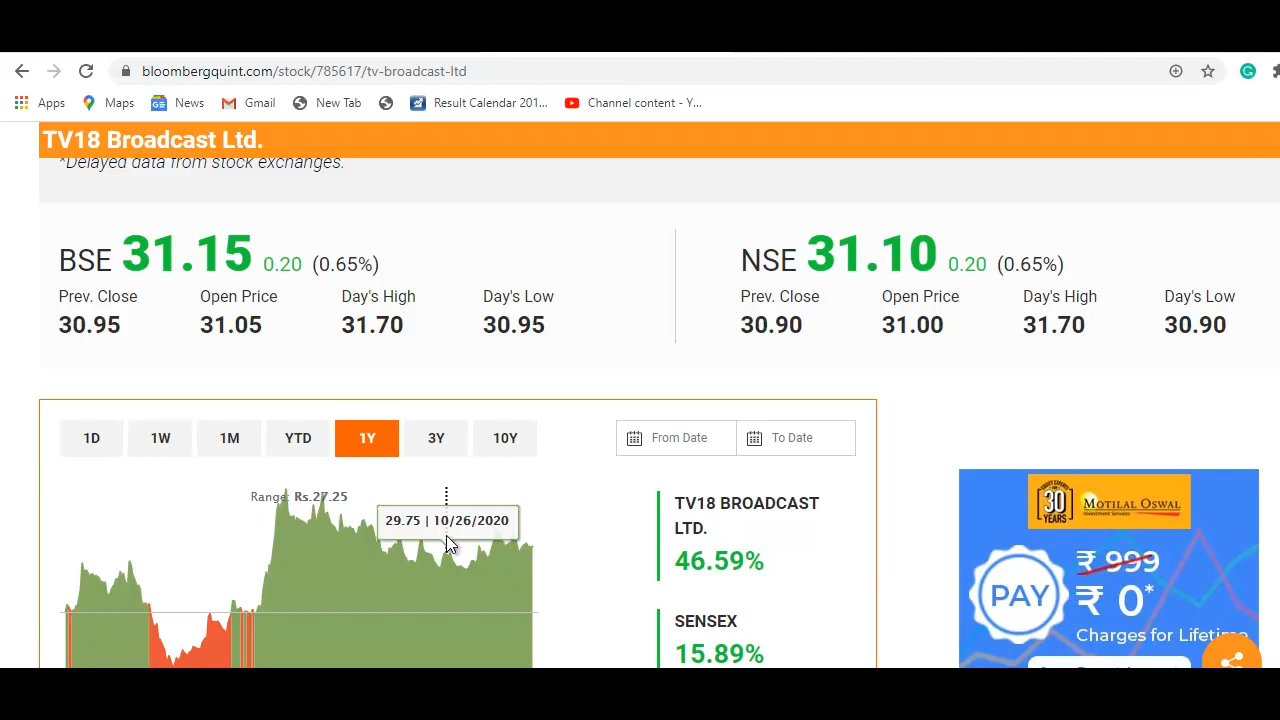 bloombergquint.com/stock/785617/tv-broadcast-ltd
Apps Maps News Gmail New Tab Result Calendar 201... Channel content - Y...
TV18 Broadcast Ltd.
*Delayed data from stock exchanges.
BSE 31.15 0.20 (0.65%)
Prev. Close Open Price Day's High Day's Low
30.95 31.05 31.70 30.95
NSE 31.10 0.20 (0.65%)
Prev. Close Open Price Day's High Day's Low
30.90 31.00 31.70 30.90
1D 1W 1M YTD 1Y 3Y 10Y
From Date To Date
Range: Rs.27.25
29.75 | 10/26/2020
TV18 BROADCAST
LTD.
46.59%
SENSEX
15.89%
30
YEARS
MOTILAL OSWAL
Investment Services
PAY
₹ 999
₹ 0*
Charges for Lifetime